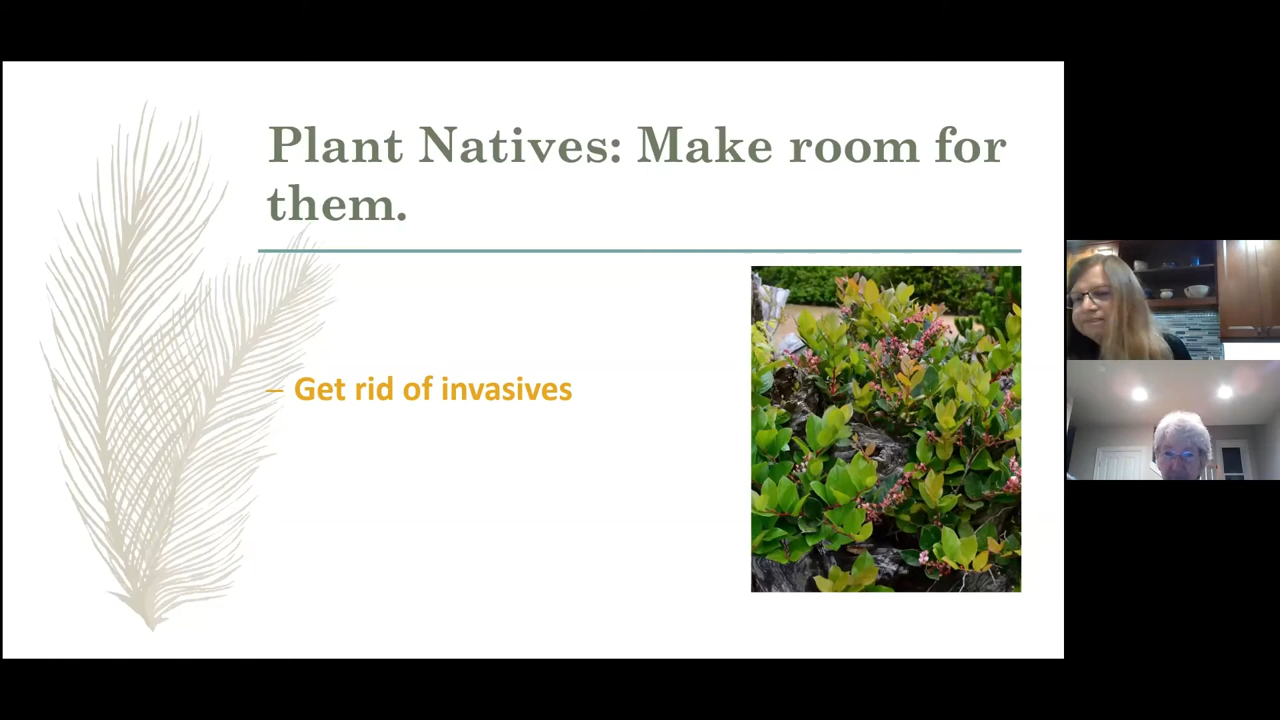 Plant Natives: Make room for
them.
– Get rid of invasives